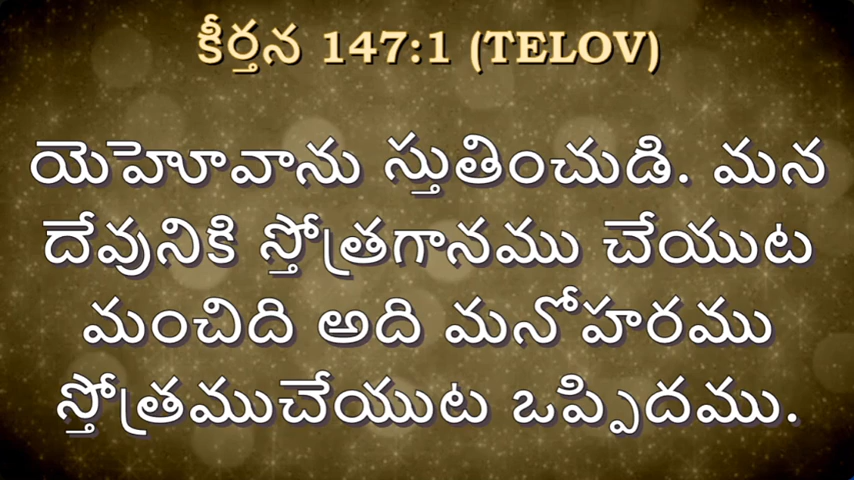 కీర్తన 147:1 (TELOV)
యెహెూవాను స్తుతించుడి. మన
దేవునికి స్తోత్రగానము చేయుట
మంచిది అది మనోహరము
స్తోత్రముచేయుట ఒప్పిదము.